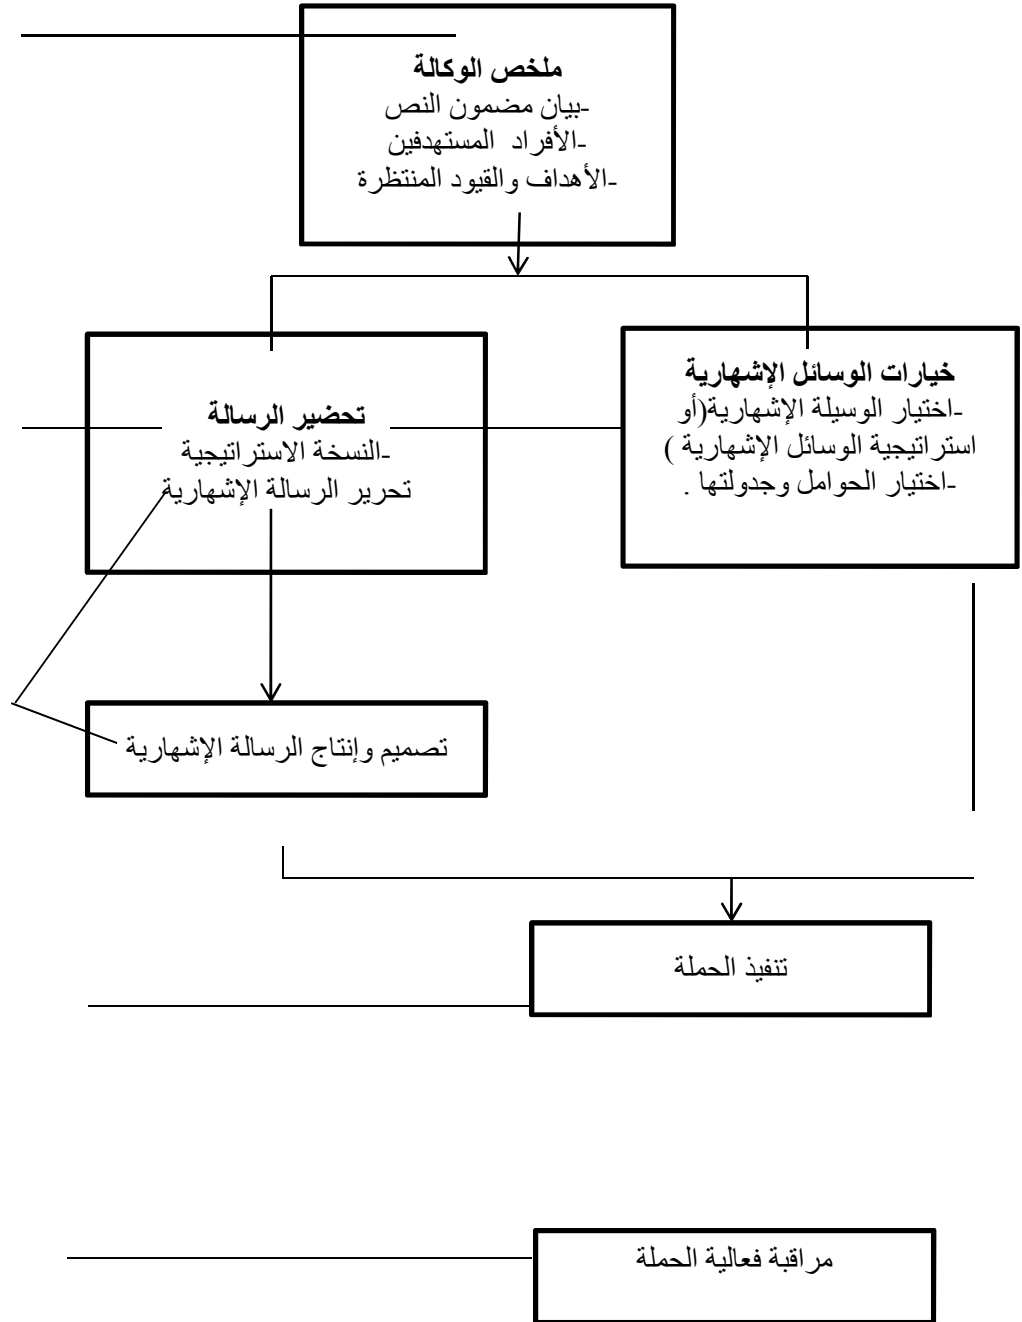 ملخص الوكالة
-بيان مضمون النص
-الأفراد المستهدفين
-الأهداف والقيود المنتظرة
خيارات الوسائل الإشهارية
-اختيار الوسيلة الإشهارية(أو
استراتيجية الوسائل الإشهارية )
-اختيار الحوامل وجدولتها .
تحضير الرسالة
-النسخة الاستراتيجية
تحرير الرسالة الإشهارية
تصميم وإنتاج الرسالة الإشهارية
تنفيذ الحملة
مراقبة فعالية الحملة